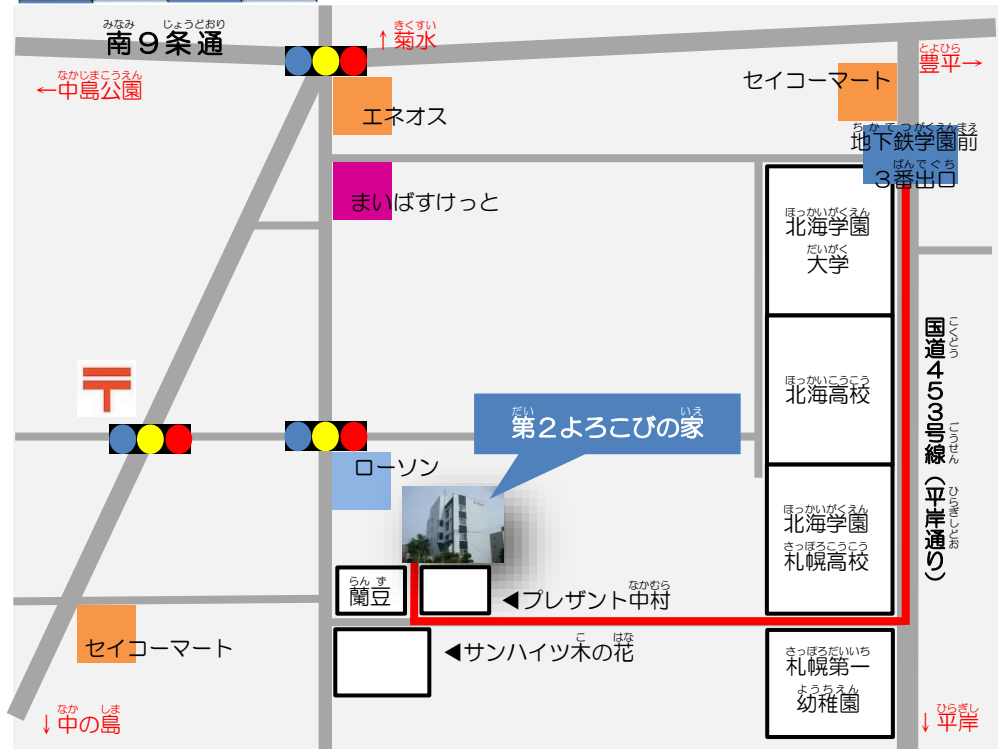 みなみ じょうどおり
南９条通
きくすい
↑菊水
とよひら
豊平→
なかじまこうえん
←中島公園
セイコーマート
エネオス
ちかてつがくえんまえ
地下鉄学園前
ばんでぐち
３番出口
まいばすけっと
ほっかいがくえん
北海学園
だいがく
大学
こくどう ごうせん ひらぎしどお
国道４５３号線（平岸通り）
ほっかいこうこう
北海高校
〒
だい いえ
第２よろこびの家
ローソン
ほっかいがくえん
北海学園
さっぽろこうこう
札幌高校
らん ず
蘭豆
なかむら
◀プレザント中村
セイコーマート
こ はな
◀サンハイツ木の花
さっぽろだいいち
札幌第一
ようちえん
幼稚園
なか しま
↓中の島
ひらぎし
↓平岸